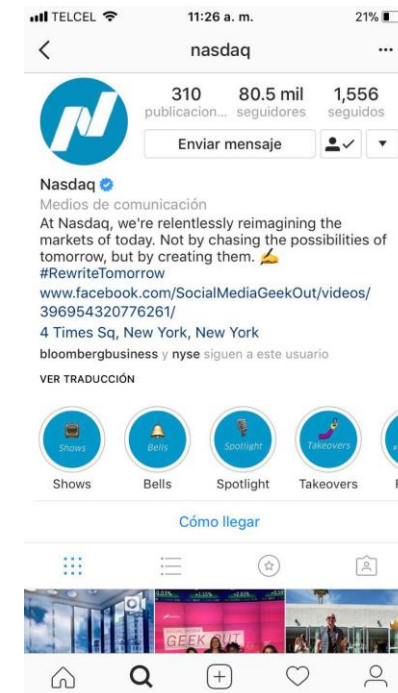 TELCEL 11:26 a. m. 21%
nasdaq
310 80.5 mil 1,556
publicacion... seguidores seguidos
Enviar mensaje
Nasdaq
Medios de comunicación
At Nasdaq, we're relentlessly reimagining the
markets of today. Not by chasing the possibilities of
tomorrow, but by creating them. ✍️
#RewriteTomorrow
www.facebook.com/SocialMediaGeekOut/videos/
396954320776261/
4 Times Sq, New York, New York
bloombergbusiness y nyse siguen a este usuario
VER TRADUCCIÓN
Shows Bells Spotlight Takeovers
Shows Bells Spotlight Takeovers
Cómo llegar
GEEK OUT